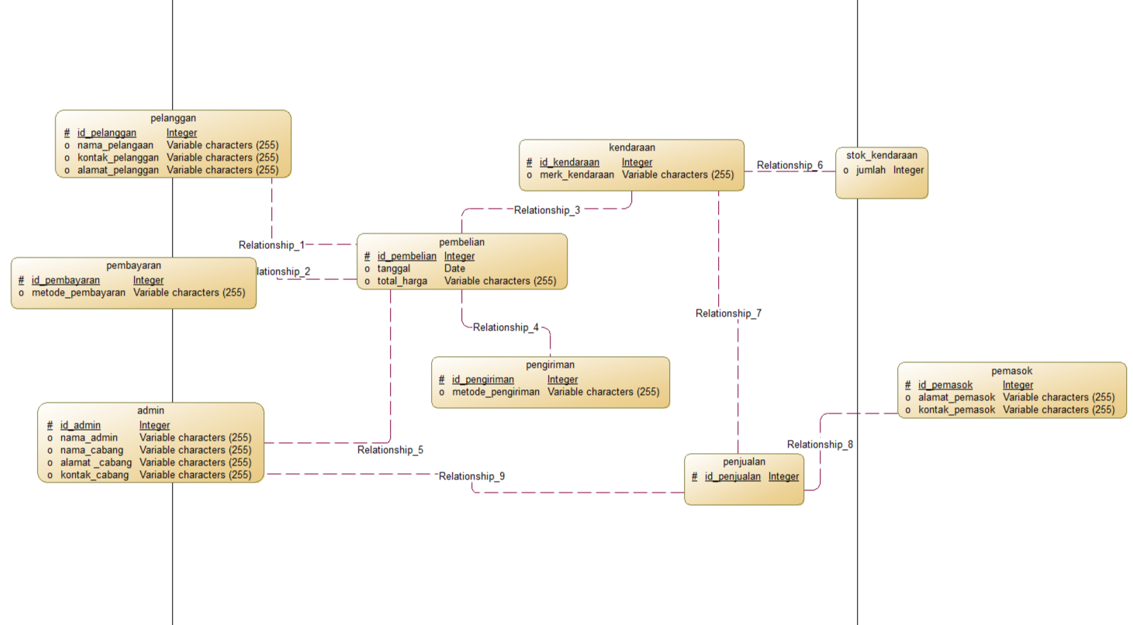 pelanggan
# id_pelanggan Integer
o nama_pelangaan Variable characters (255)
o kontak_pelanggan Variable characters (255)
o alamat_pelanggan Variable characters (255)
kendaraan
# id_kendaraan Integer
o merk_kendaraan Variable characters (255)
Relationship_6
stok_kendaraan
o jumlah Integer
Relationship_3
Relationship_1
pembelian
# id_pembelian Integer
o tanggal Date
o total_harga Variable characters (255)
pembayaran
# id_pembayaran Integer
o metode_pembayaran Variable characters (255)
lationship_2
Relationship_7
Relationship_4
pengiriman
# id_pengiriman Integer
o metode_pengiriman Variable characters (255)
pemasok
# id_pemasok Integer
o alamat_pemasok Variable characters (255)
o kontak_pemasok Variable characters (255)
admin
# id_admin Integer
o nama_admin Variable characters (255)
o nama_cabang Variable characters (255)
o alamat _cabang Variable characters (255)
o kontak_cabang Variable characters (255)
Relationship_5
Relationship_8
Relationship_9
penjualan
# id_penjualan Integer